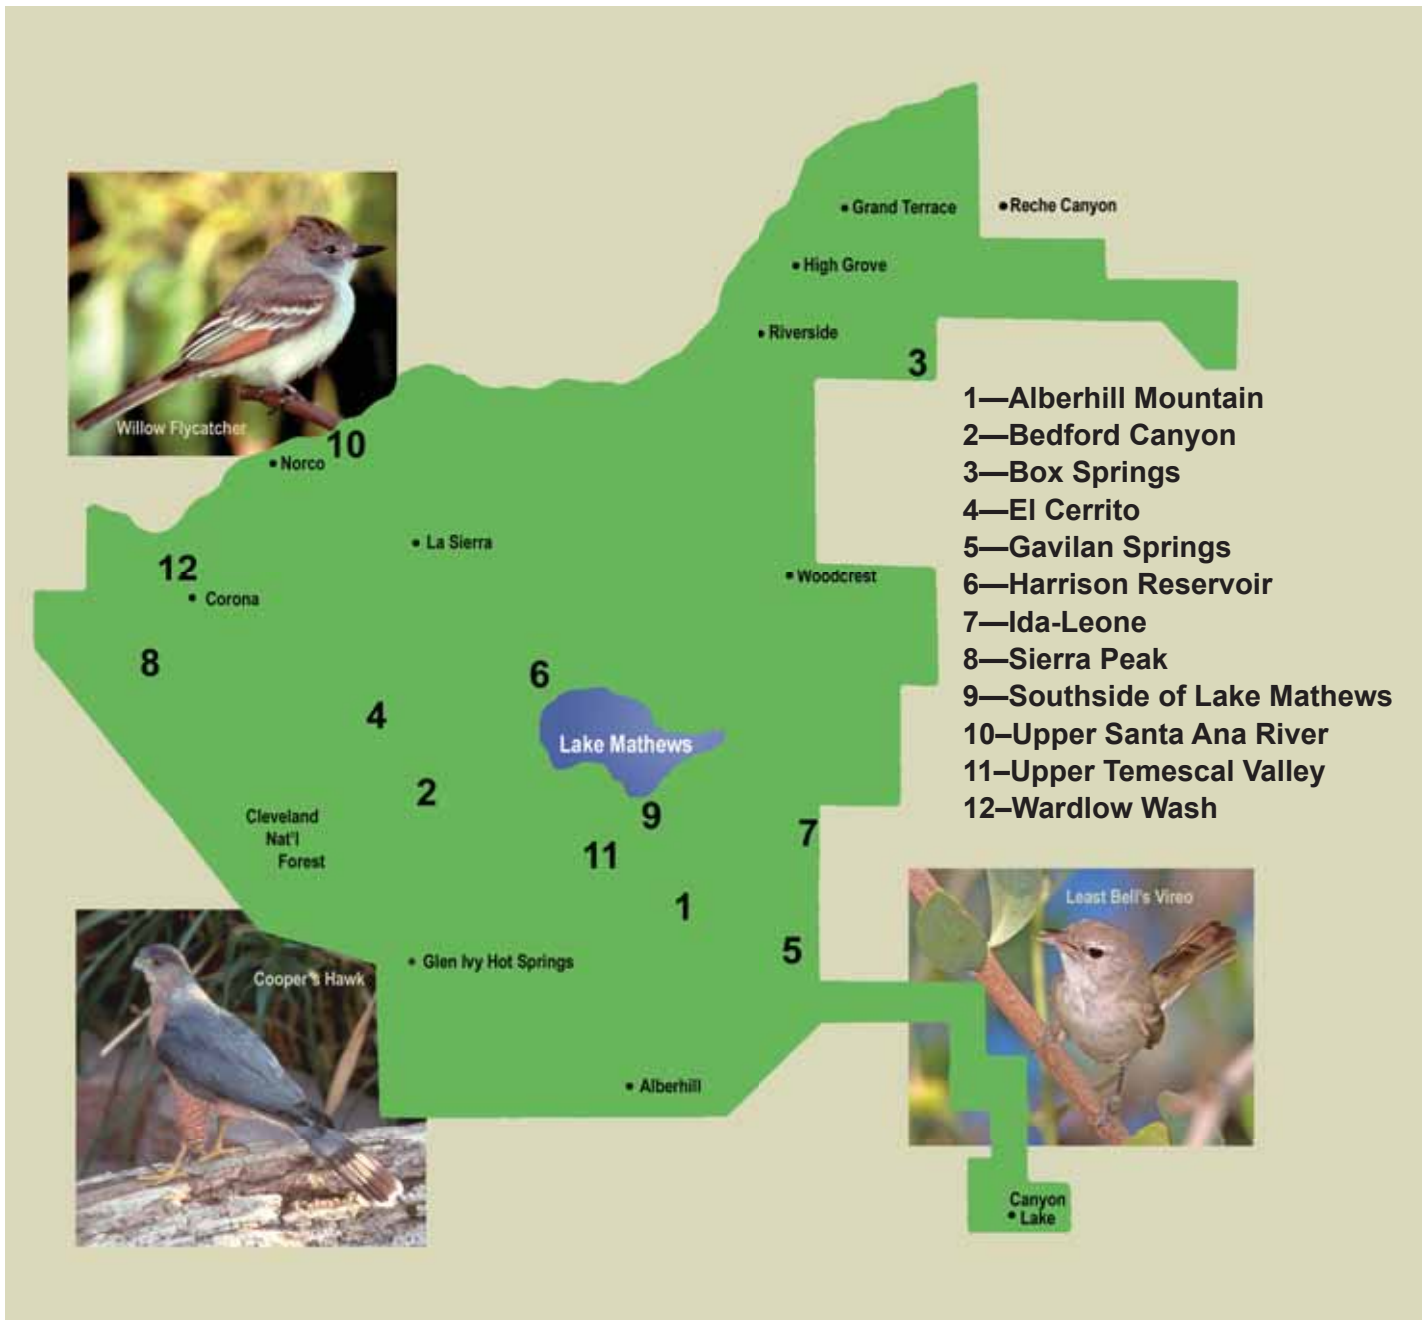 Grand Terrace
Reche Canyon
High Grove
Riverside
3
Willow Flycatcher
10
Norco
1—Alberhill Mountain
2—Bedford Canyon
3—Box Springs
4—El Cerrito
5—Gavilan Springs
6—Harrison Reservoir
7—Ida-Leone
8—Sierra Peak
9—Southside of Lake Mathews
10–Upper Santa Ana River
11–Upper Temescal Valley
12–Wardlow Wash
La Sierra
12
Corona
Woodcrest
8
6
4
Lake Mathews
2
9
7
Cleveland
Nat'l
Forest
11
1
5
Least Bell's Vireo
Glen Ivy Hot Springs
Cooper's Hawk
Alberhill
Canyon
Lake